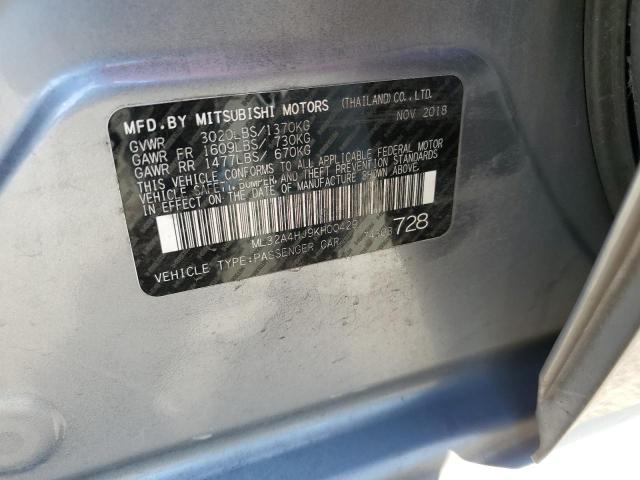 MFD.BY MITSUBISHI MOTORS (THAILAND) CO., LTD.
NOV 2018
GVWR 3020LBS/1370KG
GAWR FR 1609LBS/ 730KG
GAWR RR 1477LBS/ 670KG
THIS VEHICLE CONFORMS TO ALL APPLICABLE FEDERAL MOTOR
VEHICLE SAFETY, BUMPER, AND THEFT PREVENTION STANDARDS
IN EFFECT ON THE DATE OF MANUFACTURE SHOWN ABOVE.
728
VEHICLE TYPE:PASSENGER CAR